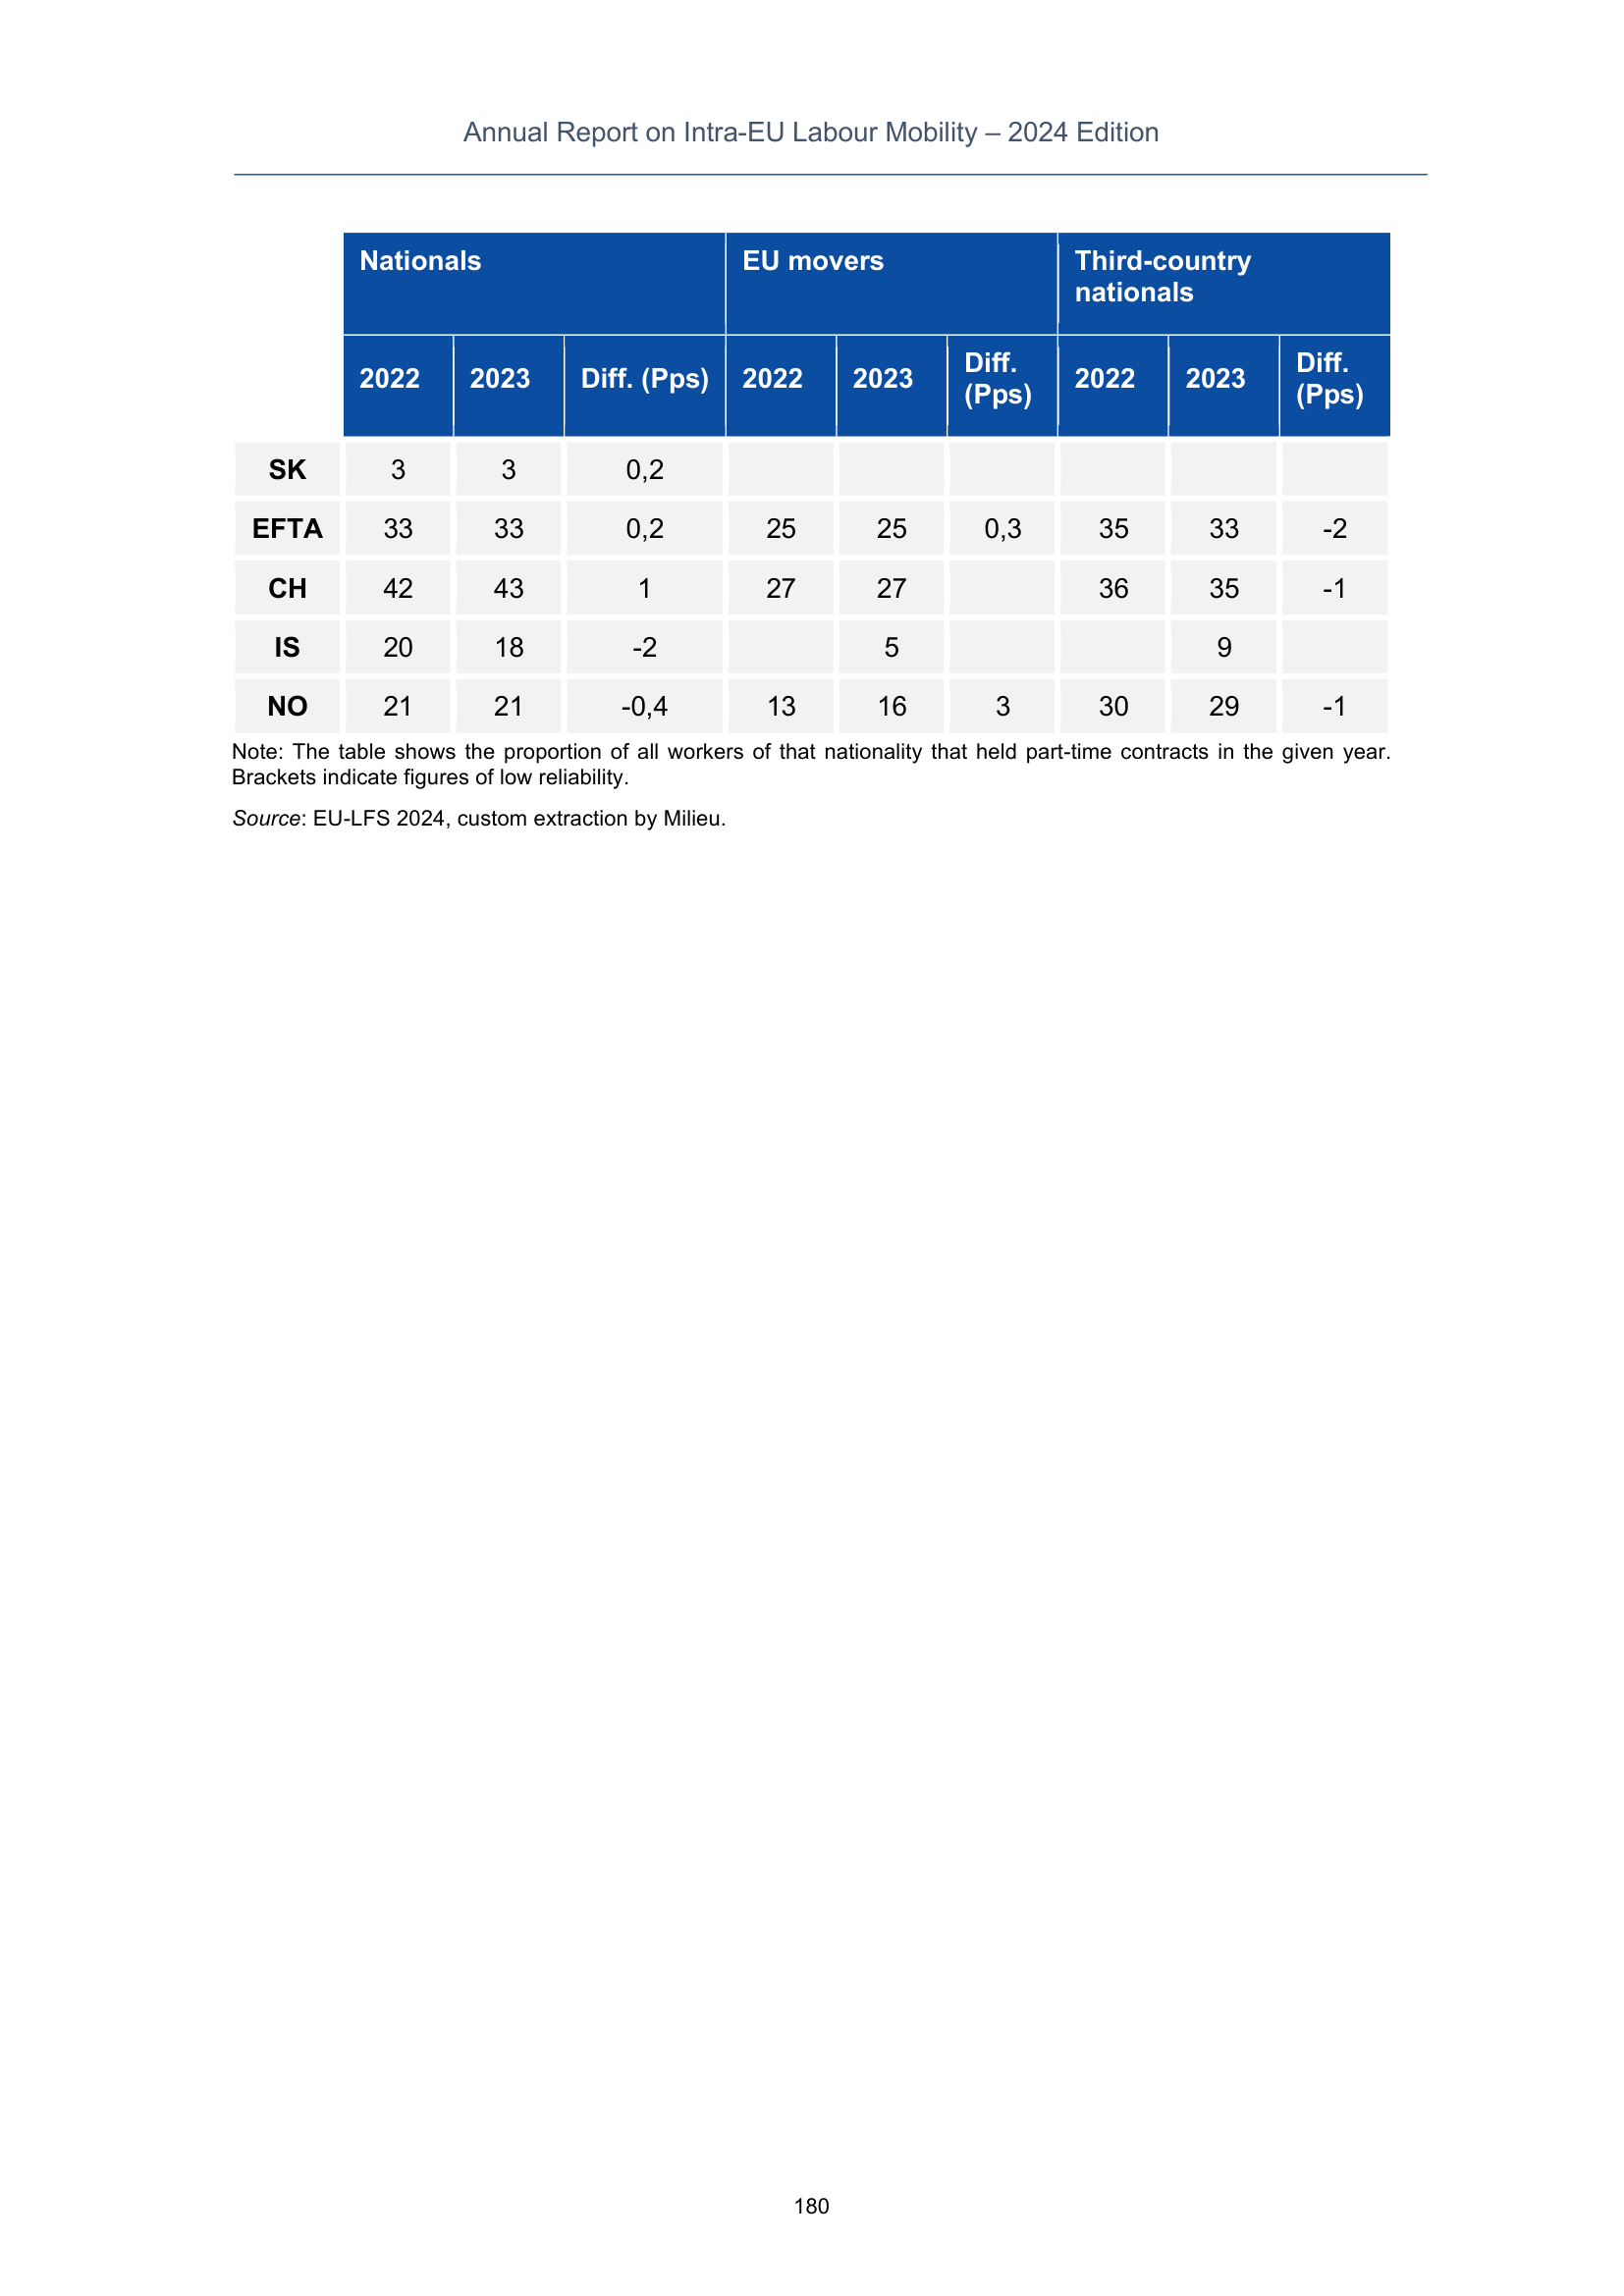 Annual Report on Intra-EU Labour Mobility – 2024 Edition
Nationals EU movers Third-country nationals
2022 2023 Diff. (Pps) 2022 2023 Diff. (Pps) 2022 2023 Diff. (Pps)
SK 3 3 0,2
EFTA 33 33 0,2 25 25 0,3 35 33 -2
CH 42 43 1 27 27 36 35 -1
IS 20 18 -2 5 9
NO 21 21 -0,4 13 16 3 30 29 -1
Note: The table shows the proportion of all workers of that nationality that held part-time contracts in the given year.
Brackets indicate figures of low reliability.
Source: EU-LFS 2024, custom extraction by Milieu.
180